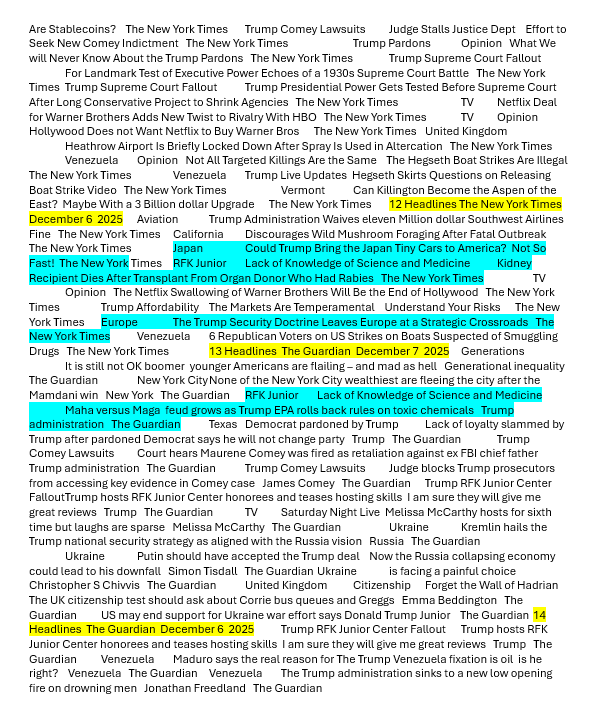 Are Stablecoins? The New York Times Trump Comey Lawsuits Judge Stalls Justice Dept Effort to
Seek New Comey Indictment The New York Times Trump Pardons Opinion What We
will Never Know About the Trump Pardons The New York Times Trump Supreme Court Fallout
For Landmark Test of Executive Power Echoes of a 1930s Supreme Court Battle The New York
Times Trump Supreme Court Fallout Trump Presidential Power Gets Tested Before Supreme Court
After Long Conservative Project to Shrink Agencies The New York Times TV Netflix Deal
for Warner Brothers Adds New Twist to Rivalry With HBO The New York Times TV Opinion
Hollywood Does not Want Netflix to Buy Warner Bros The New York Times United Kingdom
Heathrow Airport Is Briefly Locked Down After Spray Is Used in Altercation The New York Times
Venezuela Opinion Not All Targeted Killings Are the Same The Hegseth Boat Strikes Are Illegal
The New York Times Venezuela Trump Live Updates Hegseth Skirts Questions on Releasing
Boat Strike Video The New York Times Vermont Can Killington Become the Aspen of the
East? Maybe With a 3 Billion dollar Upgrade The New York Times 12 Headlines The New York Times
December 6 2025 Aviation Trump Administration Waives eleven Million dollar Southwest Airlines
Fine The New York Times California Discourages Wild Mushroom Foraging After Fatal Outbreak
The New York Times Japan Could Trump Bring the Japan Tiny Cars to America? Not So
Fast! The New York Times RFK Junior Lack of Knowledge of Science and Medicine Kidney
Recipient Dies After Transplant From Organ Donor Who Had Rabies The New York Times TV
Opinion The Netflix Swallowing of Warner Brothers Will Be the End of Hollywood The New York
Times Trump Affordability The Markets Are Temperamental Understand Your Risks The New
York Times Europe The Trump Security Doctrine Leaves Europe at a Strategic Crossroads The
New York Times Venezuela 6 Republican Voters on US Strikes on Boats Suspected of Smuggling
Drugs The New York Times 13 Headlines The Guardian December 7 2025 Generations
It is still not OK boomer younger Americans are flailing – and mad as hell Generational inequality
The Guardian New York City None of the New York City wealthiest are fleeing the city after the
Mamdani win New York The Guardian RFK Junior Lack of Knowledge of Science and Medicine
Maha versus Maga feud grows as Trump EPA rolls back rules on toxic chemicals Trump
administration The Guardian Texas Democrat pardoned by Trump Lack of loyalty slammed by
Trump after pardoned Democrat says he will not change party Trump The Guardian Trump
Comey Lawsuits Court hears Maurene Comey was fired as retaliation against ex FBI chief father
Trump administration The Guardian Trump Comey Lawsuits Judge blocks Trump prosecutors
from accessing key evidence in Comey case James Comey The Guardian Trump RFK Junior Center
FalloutTrump hosts RFK Junior Center honorees and teases hosting skills I am sure they will give me
great reviews Trump The Guardian TV Saturday Night Live Melissa McCarthy hosts for sixth
time but laughs are sparse Melissa McCarthy The Guardian Ukraine Kremlin hails the
Trump national security strategy as aligned with the Russia vision Russia The Guardian
Ukraine Putin should have accepted the Trump deal Now the Russia collapsing economy
could lead to his downfall Simon Tisdall The Guardian Ukraine is facing a painful choice
Christopher S Chivvis The Guardian United Kingdom Citizenship Forget the Wall of Hadrian
The UK citizenship test should ask about Corrie bus queues and Greggs Emma Beddington The
Guardian US may end support for Ukraine war effort says Donald Trump Junior The Guardian 14
Headlines The Guardian December 6 2025 Trump RFK Junior Center Fallout Trump hosts RFK
Junior Center honorees and teases hosting skills I am sure they will give me great reviews Trump The
Guardian Venezuela Maduro says the real reason for The Trump Venezuela fixation is oil is he
right? Venezuela The Guardian Venezuela The Trump administration sinks to a new low opening
fire on drowning men Jonathan Freedland The Guardian